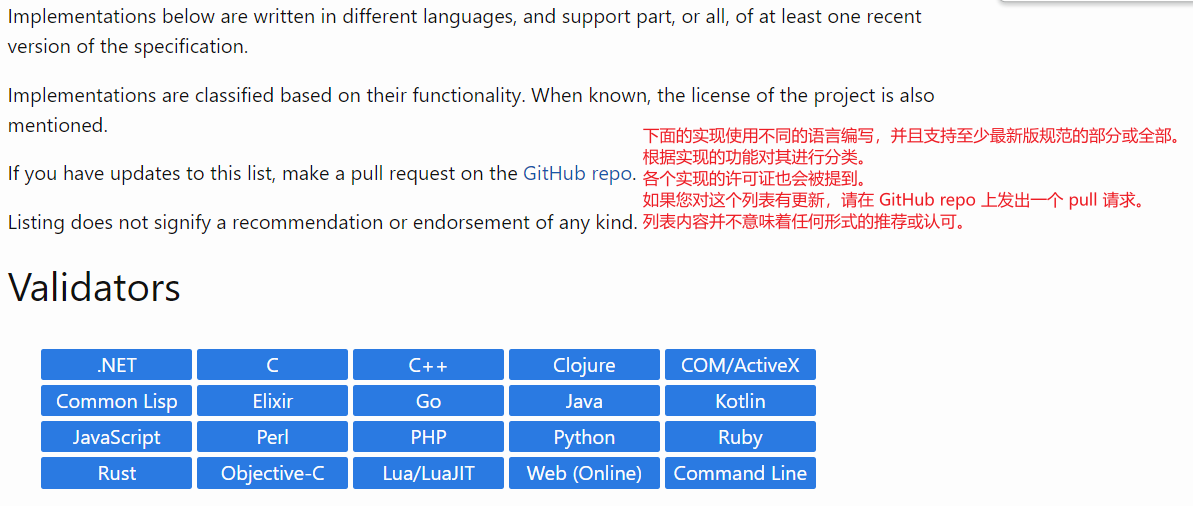 Implementations below are written in different languages, and support part, or all, of at least one recent
version of the specification.
Implementations are classified based on their functionality. When known, the license of the project is also
mentioned.
If you have updates to this list, make a pull request on the GitHub repo.
Listing does not signify a recommendation or endorsement of any kind.
下面的实现使用不同的语言编写，并且支持至少最新版规范的部分或全部。
根据实现的功能对其进行分类。
各个实现的许可证也会被提到。
如果您对这个列表有更新，请在 GitHub repo 上发出一个 pull 请求。
列表内容并不意味着任何形式的推荐或认可。
Validators
.NET C C++ Clojure COM/ActiveX
Common Lisp Elixir Go Java Kotlin
JavaScript Perl PHP Python Ruby
Rust Objective-C Lua/LuaJIT Web (Online) Command Line